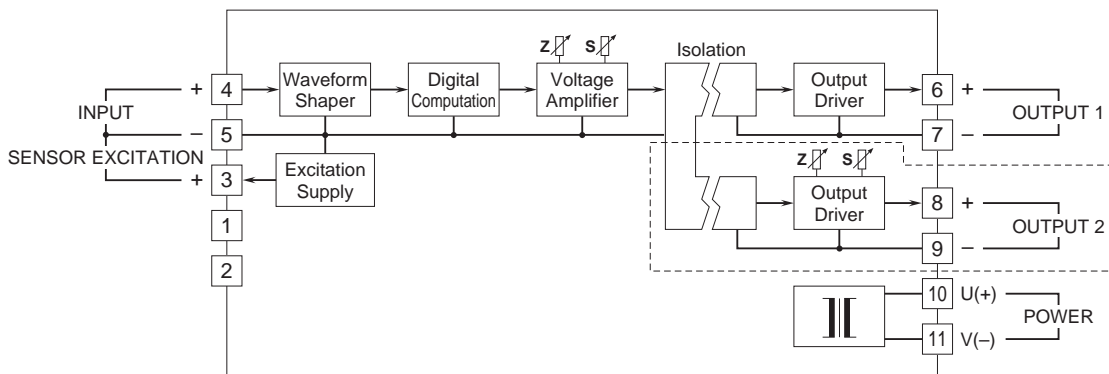 Isolation
Z S
4 + Waveform Shaper
Digital Computation
Voltage Amplifier
Output Driver
6 +
INPUT
OUTPUT 1
5 –
7 –
SENSOR EXCITATION
Z S
3 + Excitation Supply
Output Driver
8 +
1
OUTPUT 2
9 –
2
10 U(+)
POWER
11 V(–)